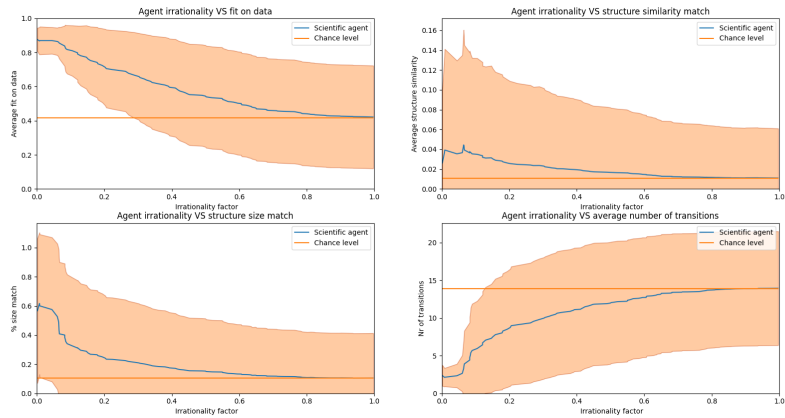 Agent irrationality VS fit on data
Average fit on data
1.0
0.8
0.6
0.4
0.2
0.0
0.0 0.2 0.4 0.6 0.8 1.0
Irrationality factor
Scientific agent
Chance level
Agent irrationality VS structure similarity match
Average structure similarity
0.16
0.14
0.12
0.10
0.08
0.06
0.04
0.02
0.00
0.0 0.2 0.4 0.6 0.8 1.0
Irrationality factor
Scientific agent
Chance level
Agent irrationality VS structure size match
% size match
1.0
0.8
0.6
0.4
0.2
0.0
0.0 0.2 0.4 0.6 0.8 1.0
Irrationality factor
Scientific agent
Chance level
Agent irrationality VS average number of transitions
Nr of transitions
20
15
10
5
0
0.0 0.2 0.4 0.6 0.8 1.0
Irrationality factor
Scientific agent
Chance level